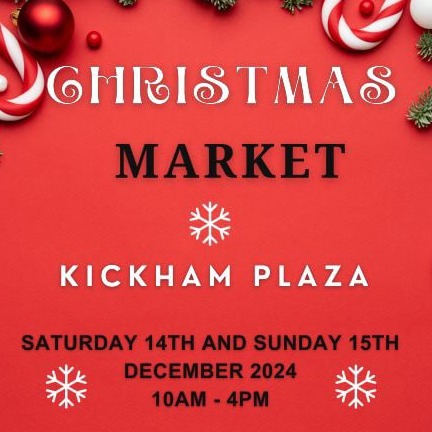 CHRISTMAS
MARKET
KICKHAM PLAZA
SATURDAY 14TH AND SUNDAY 15TH
DECEMBER 2024
10AM - 4PM